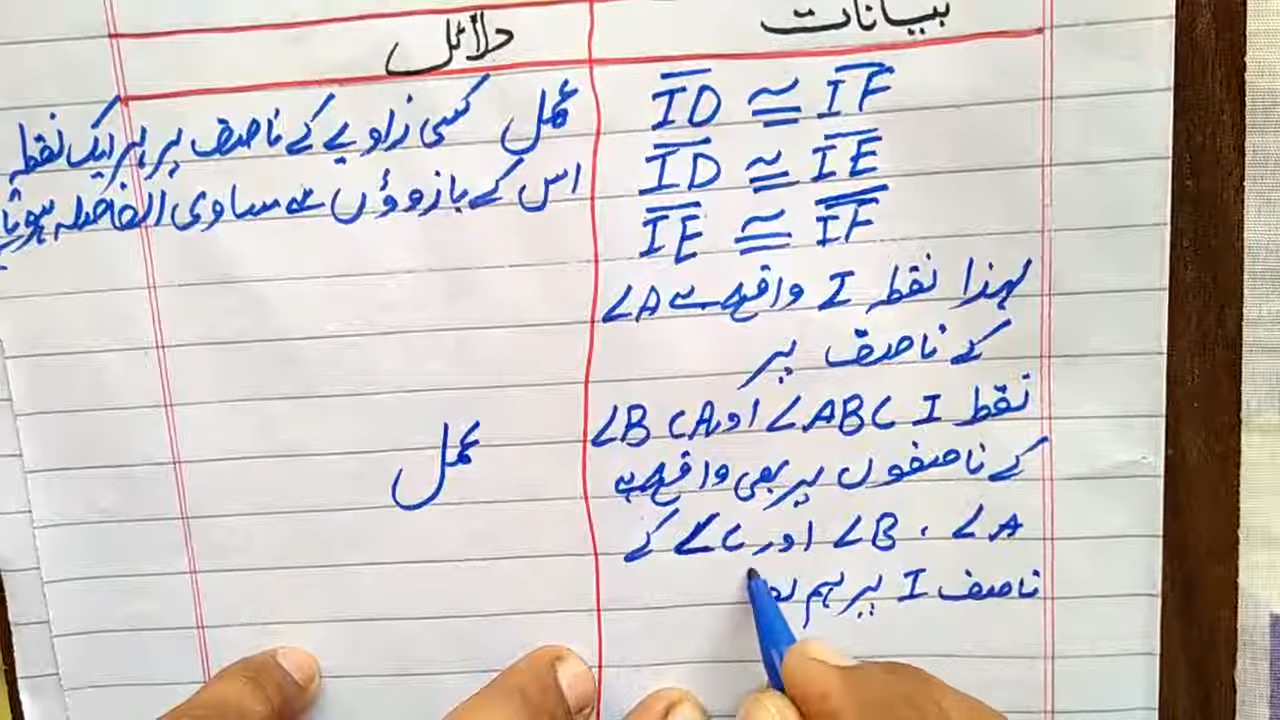 بیانات
دلائل
ID ≅ IF
ID ≅ IE
IE ≅ IF
لہذا نقطہ I واقع ہے ∠A
کے ناصف پر
نقطہ I ∠ABC اور ∠BCA
کے ناصفوں پر بھی واقع ہے
∠A ، ∠B اور ∠C کے
ناصف I پر ہم
عمل کسی زاویے کے ناصف پر ہر ایک نقطہ
اس کے بازوؤں سے مساوی الفاصلہ ہوتا
عمل